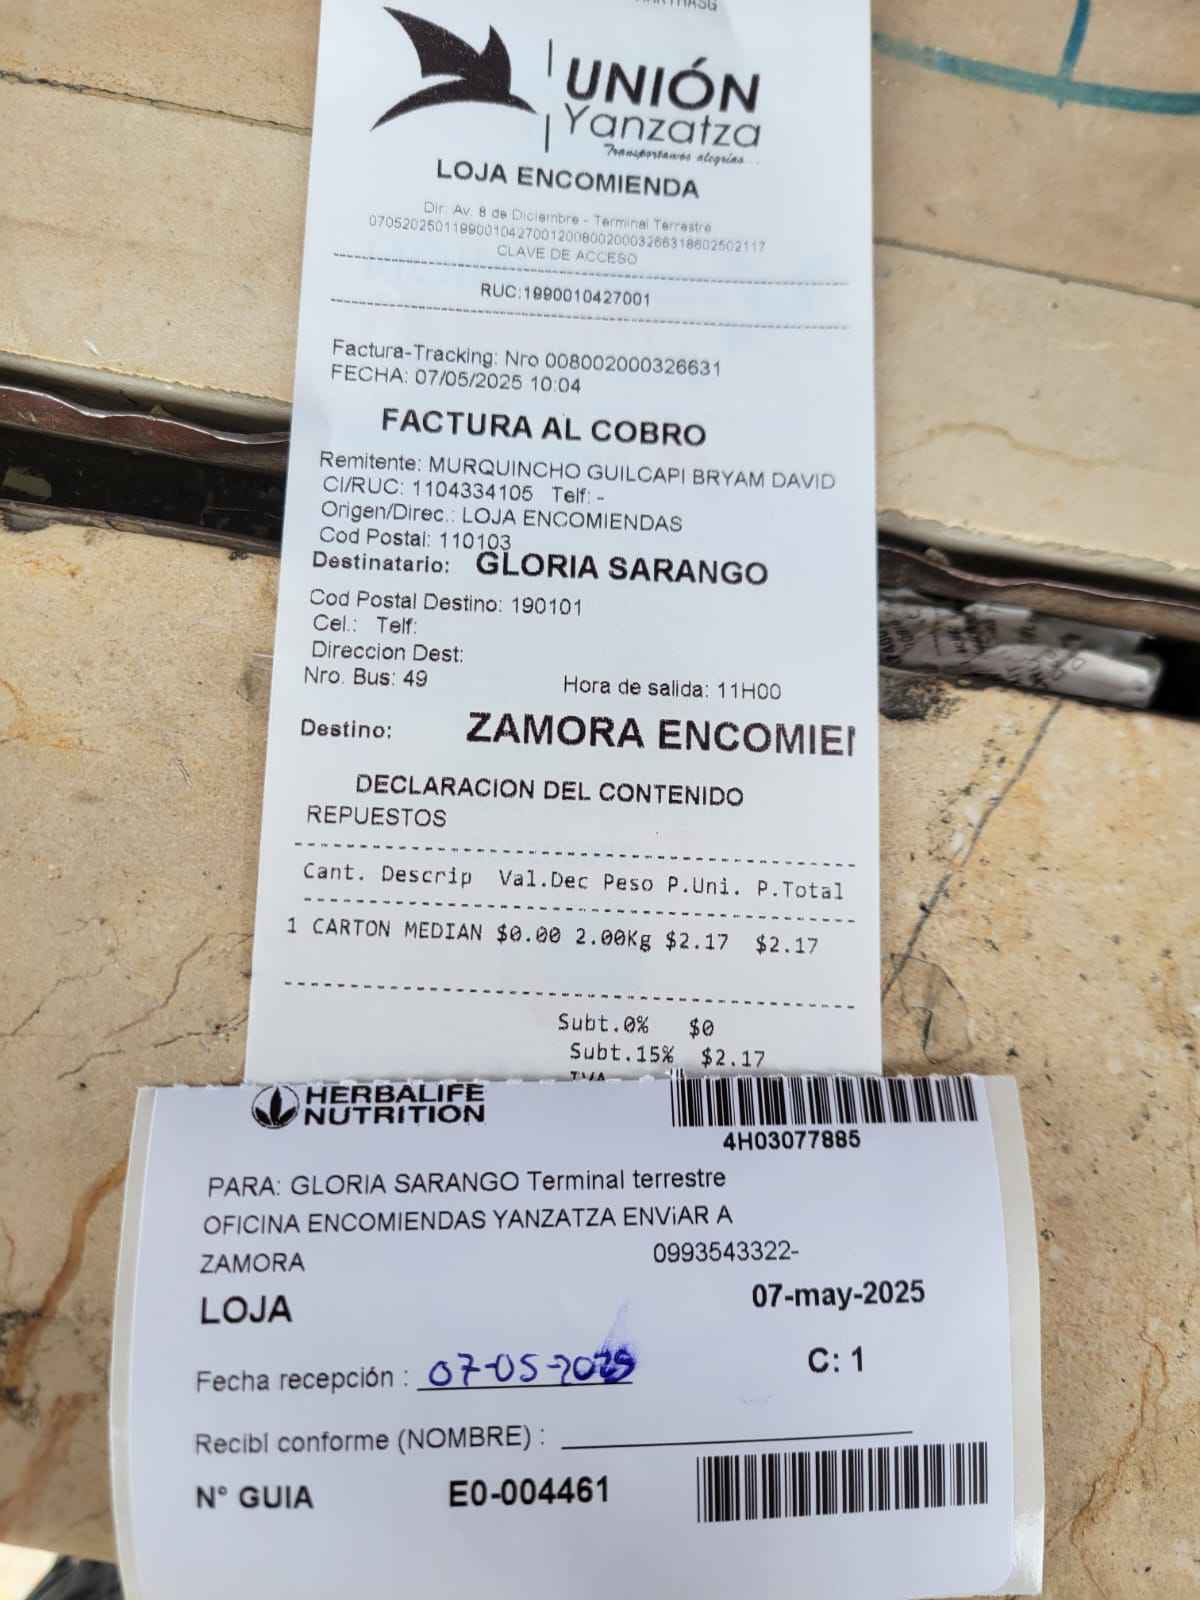 UNIÓN
Yanzatza
Transportamos alegrías...
LOJA ENCOMIENDA
Dir: Av. 8 de Diciembre - Terminal Terrestre
0705202501199001042700120080020003266318602502117
CLAVE DE ACCESO
RUC:1990010427001
Factura-Tracking: Nro 008002000326631
FECHA: 07/05/2025 10:04
FACTURA AL COBRO
Remitente: MURQUINCHO GUILCAPI BRYAM DAVID
CI/RUC: 1104334105 Telf: -
Origen/Direc.: LOJA ENCOMIENDAS
Cod Postal: 110103
Destinatario: GLORIA SARANGO
Cod Postal Destino: 190101
Cel.: Telf:
Direccion Dest:
Nro. Bus: 49 Hora de salida: 11H00
Destino: ZAMORA ENCOMIEN
DECLARACION DEL CONTENIDO
REPUESTOS
Cant. Descrip Val.Dec Peso P.Uni. P.Total
1 CARTON MEDIAN $0.00 2.00Kg $2.17 $2.17
Subt.0% $0
Subt.15% $2.17
IVA
HERBALIFE
NUTRITION
4H03077885
PARA: GLORIA SARANGO Terminal terrestre
OFICINA ENCOMIENDAS YANZATZA ENViAR A
ZAMORA 0993543322-
LOJA 07-may-2025
Fecha recepción : 07-05-2025 C: 1
Recibí conforme (NOMBRE) :
N° GUIA E0-004461